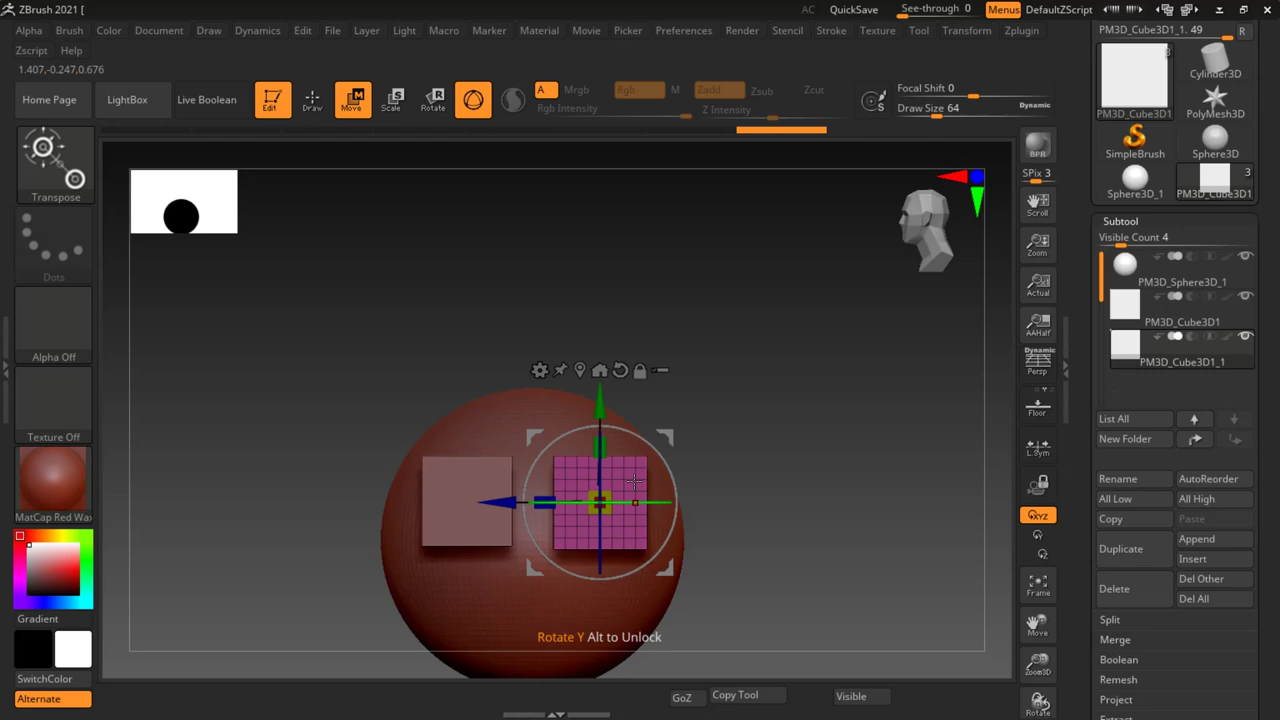 ZBrush 2021 [
AC
QuickSave
See-through 0
Menus
DefaultZScript
Alpha Brush Color Document Draw Dynamics Edit File Layer Light Macro Marker Material Movie Picker Preferences Render Stencil Stroke Texture Tool Transform Zplugin
Zscript Help
1.407,-0.247,0.676
Home Page
LightBox
Live Boolean
Edit
Draw
Move
Scale
Rotate
A
Mrgb
Rgb
M
Zadd
Zsub
Zcut
Rgb Intensity
Z Intensity
Focal Shift 0
Draw Size 64
Dynamic
Transpose
Dots
Alpha Off
Texture Off
MatCap Red Wax
Gradient
SwitchColor
Alternate
Rotate Y Alt to Unlock
GoZ
Copy Tool
Visible
BPR
SPix 3
Scroll
Zoom
Actual
AAHalf
Dynamic
Persp
Floor
L.Sym
XYZ
Frame
Move
Zoom3D
Rotate
PM3D_Cube3D1_1. 49
R
PM3D_Cube3D1
Cylinder3D
PolyMesh3D
SimpleBrush
Sphere3D
Sphere3D_1
3
PM3D_Cube3D1
Subtool
Visible Count 4
PM3D_Sphere3D_1
PM3D_Cube3D1
PM3D_Cube3D1_1
List All
New Folder
Rename
AutoReorder
All Low
All High
Copy
Paste
Duplicate
Append
Insert
Delete
Del Other
Del All
Split
Merge
Boolean
Remesh
Project